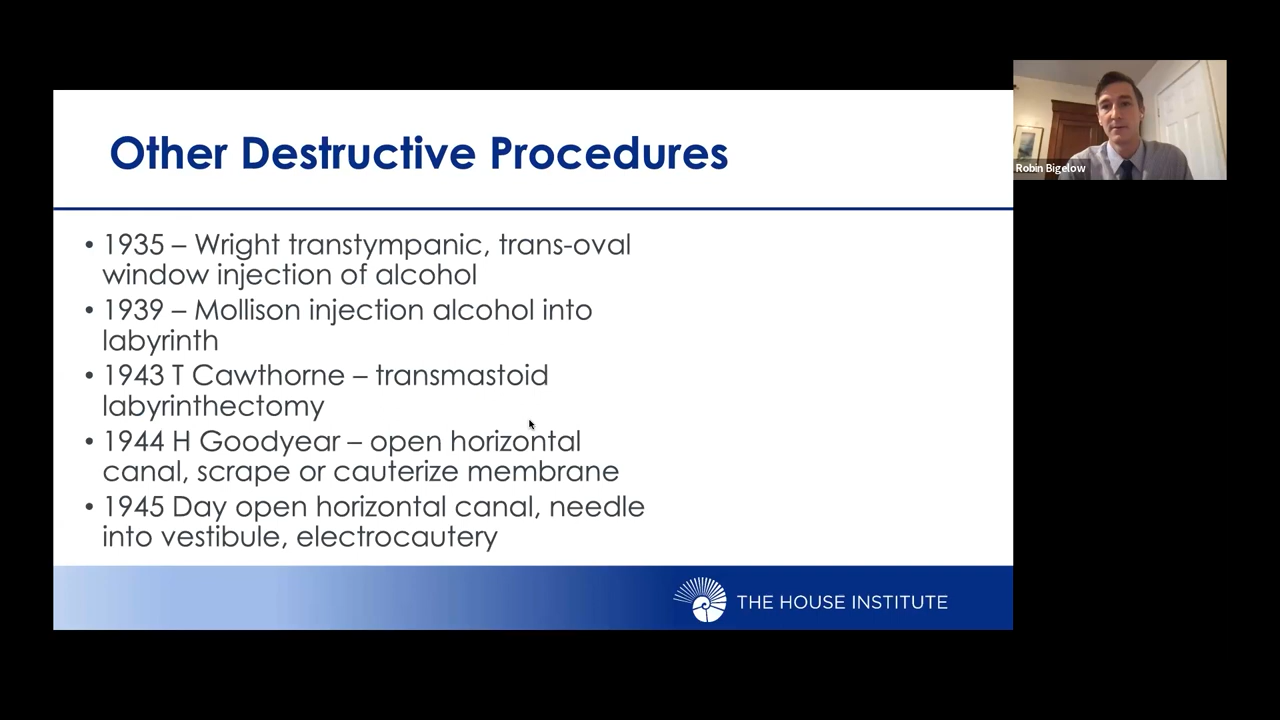 Other Destructive Procedures
Robin Bigelow
• 1935 – Wright transtympanic, trans-oval
window injection of alcohol
• 1939 – Mollison injection alcohol into
labyrinth
• 1943 T Cawthorne – transmastoid
labyrinthectomy
• 1944 H Goodyear – open horizontal
canal, scrape or cauterize membrane
• 1945 Day open horizontal canal, needle
into vestibule, electrocautery
THE HOUSE INSTITUTE